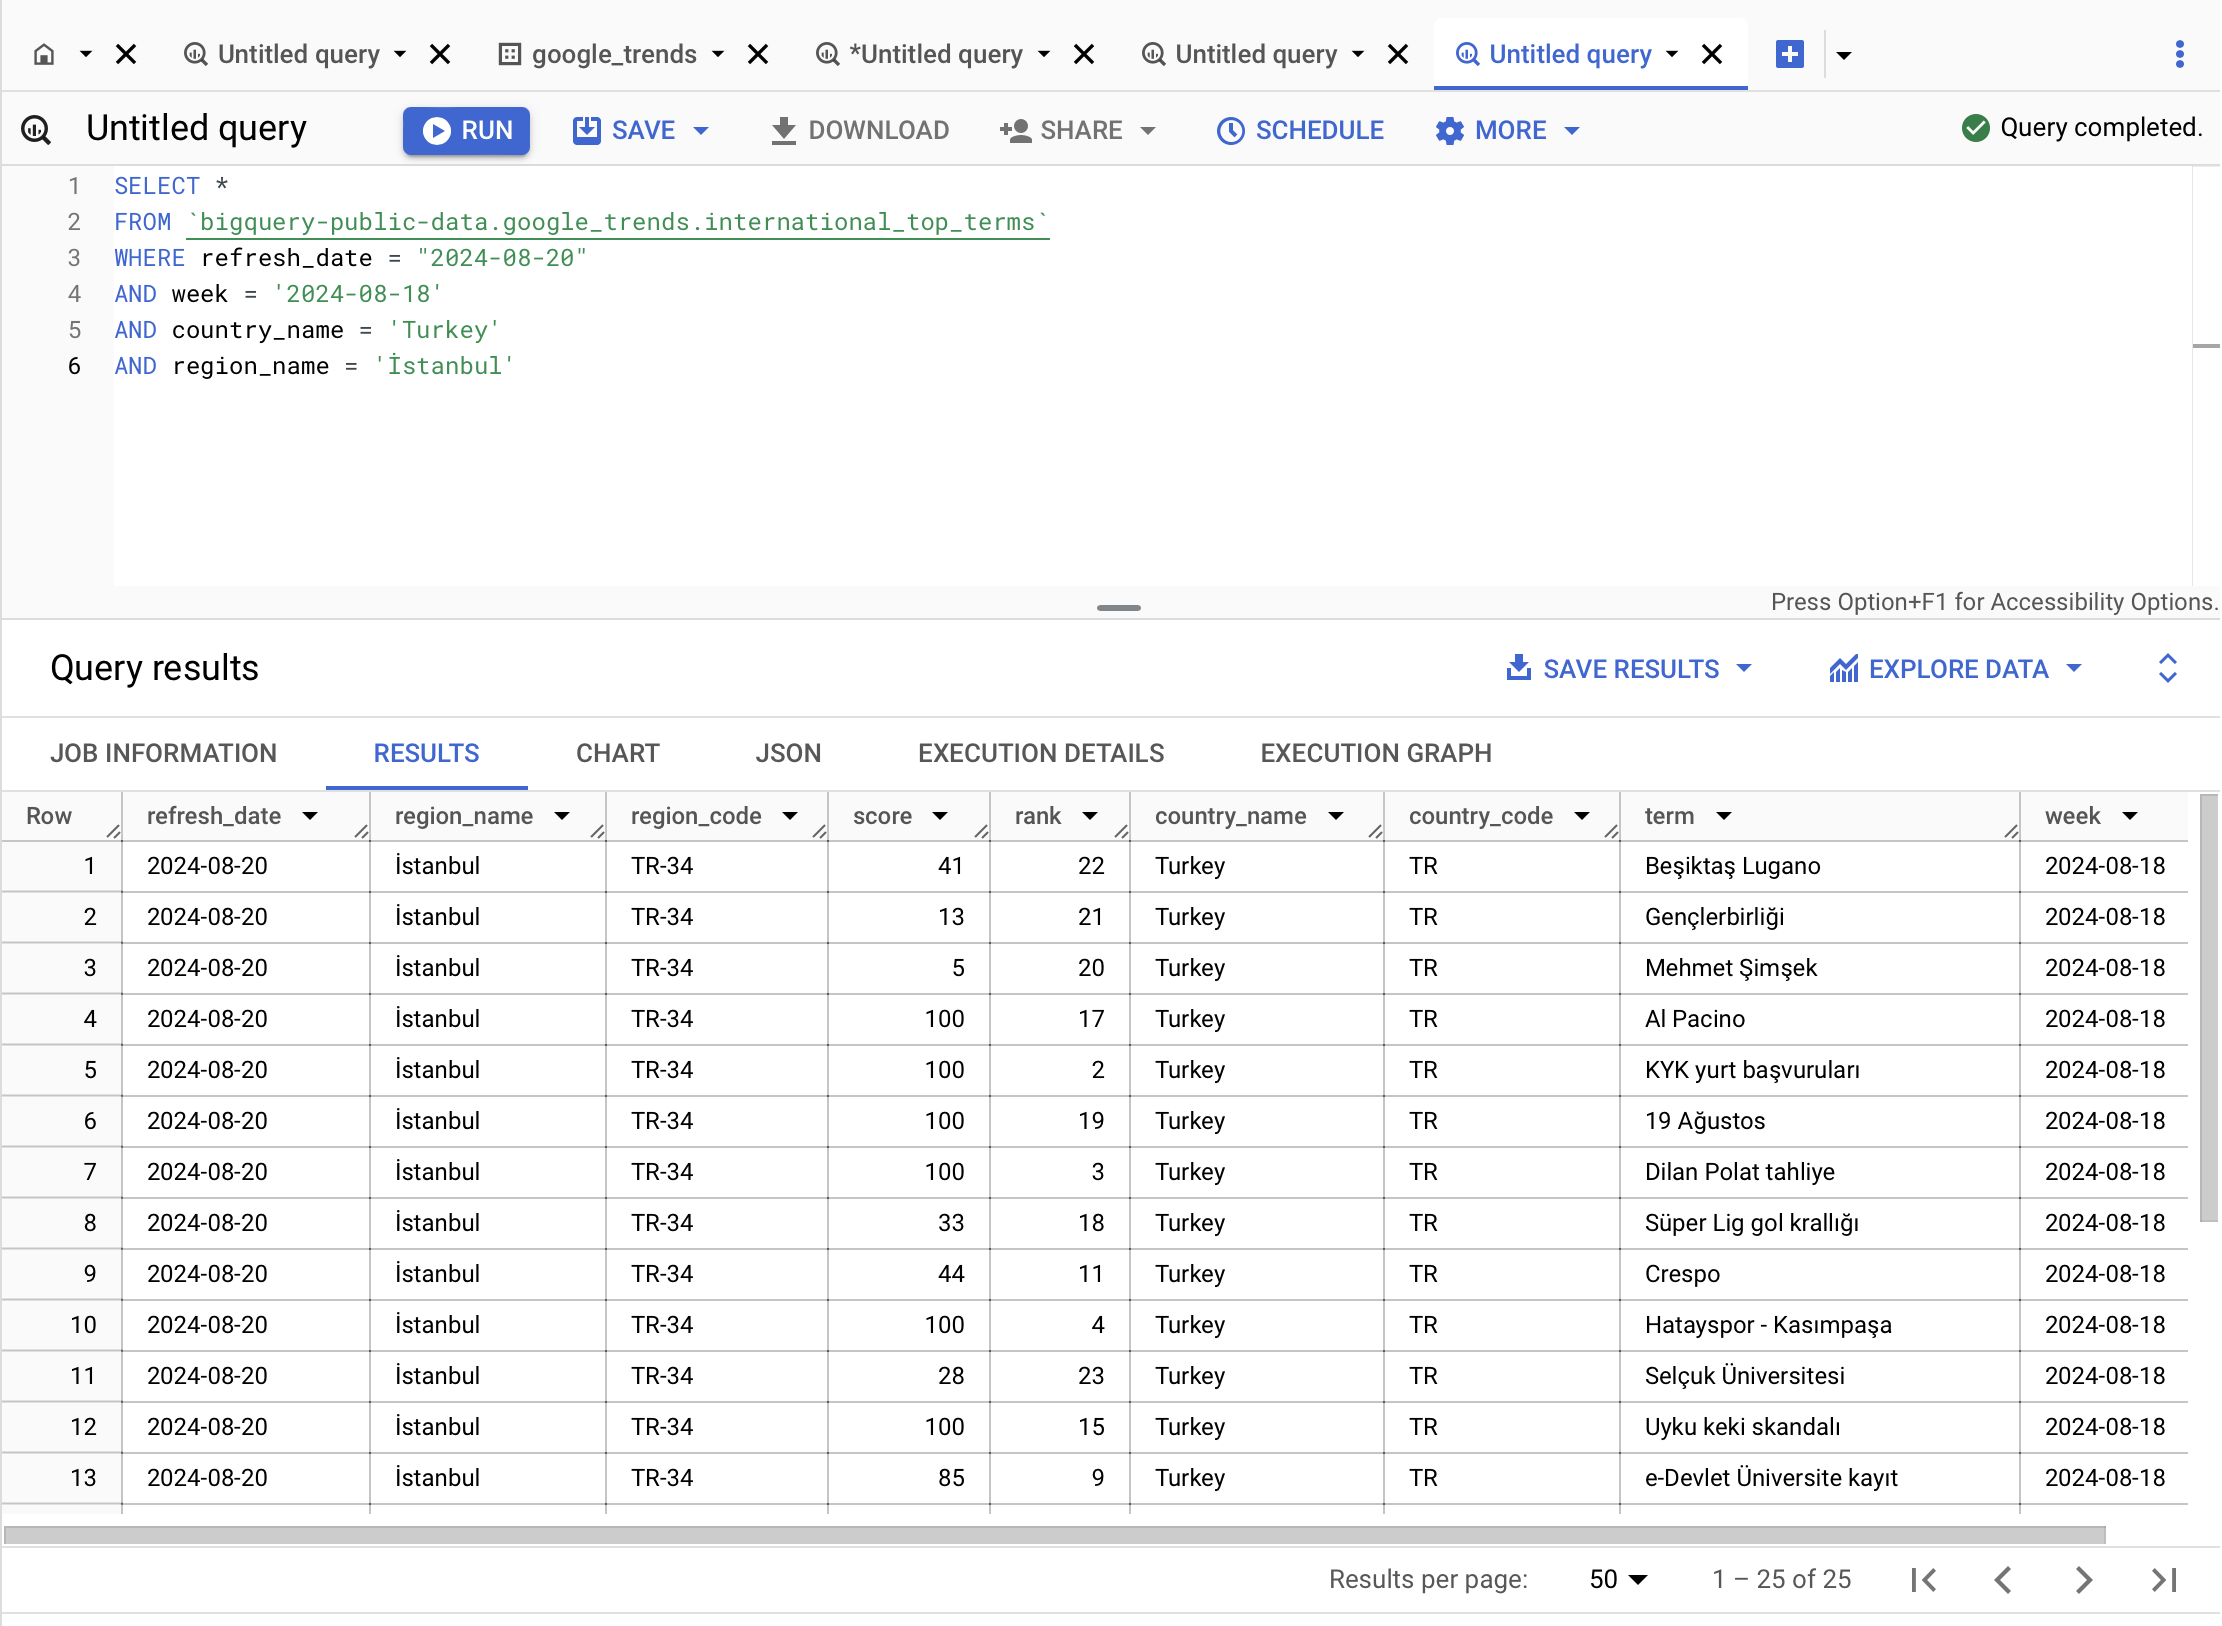 Untitled query google_trends *Untitled query Untitled query Untitled query
Untitled query RUN SAVE DOWNLOAD SHARE SCHEDULE MORE Query completed.
1 SELECT *
2 FROM `bigquery-public-data.google_trends.international_top_terms`
3 WHERE refresh_date = "2024-08-20"
4 AND week = '2024-08-18'
5 AND country_name = 'Turkey'
6 AND region_name = 'İstanbul'
Press Option+F1 for Accessibility Options.
Query results SAVE RESULTS EXPLORE DATA
JOB INFORMATION RESULTS CHART JSON EXECUTION DETAILS EXECUTION GRAPH
Row refresh_date region_name region_code score rank country_name country_code term week
1 2024-08-20 İstanbul TR-34 41 22 Turkey TR Beşiktaş Lugano 2024-08-18
2 2024-08-20 İstanbul TR-34 13 21 Turkey TR Gençlerbirliği 2024-08-18
3 2024-08-20 İstanbul TR-34 5 20 Turkey TR Mehmet Şimşek 2024-08-18
4 2024-08-20 İstanbul TR-34 100 17 Turkey TR Al Pacino 2024-08-18
5 2024-08-20 İstanbul TR-34 100 2 Turkey TR KYK yurt başvuruları 2024-08-18
6 2024-08-20 İstanbul TR-34 100 19 Turkey TR 19 Ağustos 2024-08-18
7 2024-08-20 İstanbul TR-34 100 3 Turkey TR Dilan Polat tahliye 2024-08-18
8 2024-08-20 İstanbul TR-34 33 18 Turkey TR Süper Lig gol krallığı 2024-08-18
9 2024-08-20 İstanbul TR-34 44 11 Turkey TR Crespo 2024-08-18
10 2024-08-20 İstanbul TR-34 100 4 Turkey TR Hatayspor - Kasımpaşa 2024-08-18
11 2024-08-20 İstanbul TR-34 28 23 Turkey TR Selçuk Üniversitesi 2024-08-18
12 2024-08-20 İstanbul TR-34 100 15 Turkey TR Uyku keki skandalı 2024-08-18
13 2024-08-20 İstanbul TR-34 85 9 Turkey TR e-Devlet Üniversite kayıt 2024-08-18
Results per page: 50 1 – 25 of 25